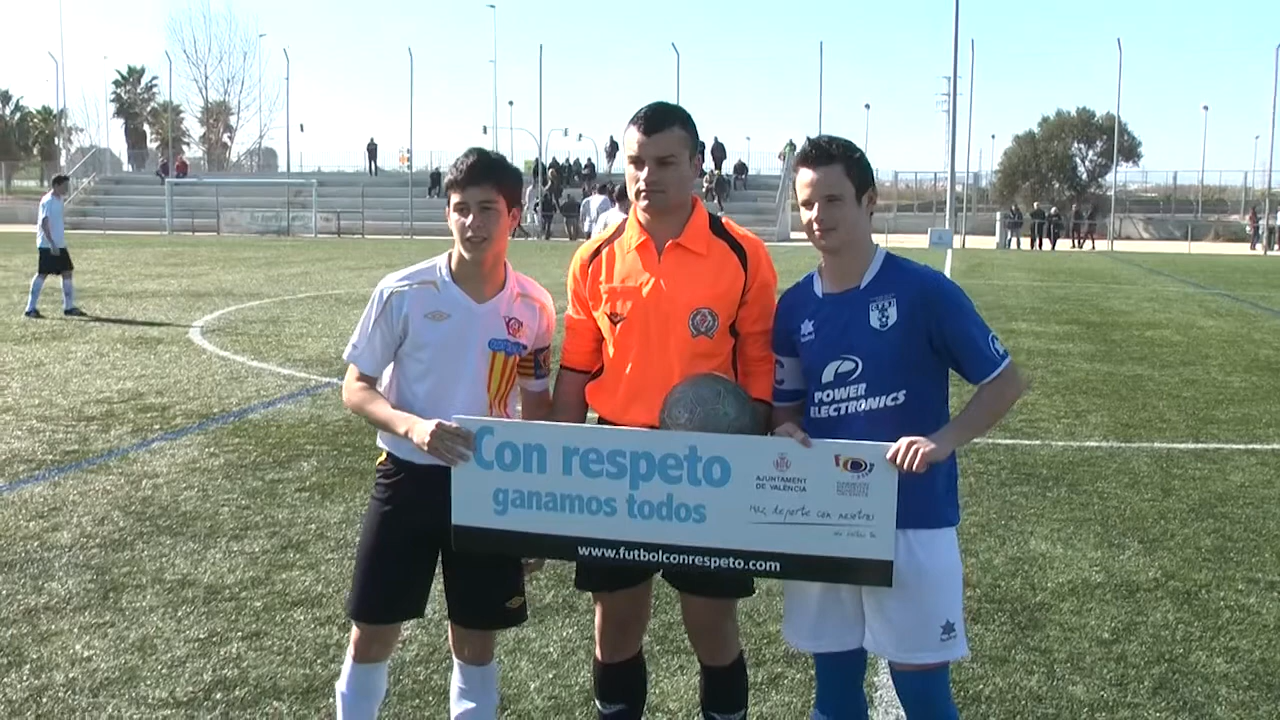 Con respeto
ganamos todos
AJUNTAMENT
DE VALÈNCIA
Haz deporte con nosotros
www.futbolconrespeto.com
POWER
ELECTRONICS
C